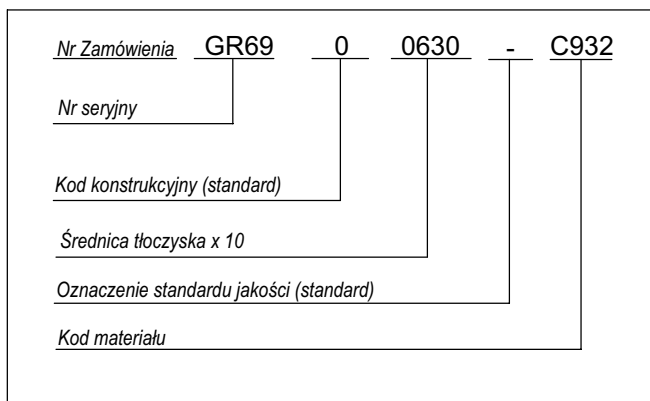 Nr Zamówienia GR69 0 0630 - C932
Nr seryjny
Kod konstrukcyjny (standard)
Średnica tłoczyska x 10
Oznaczenie standardu jakości (standard)
Kod materiału